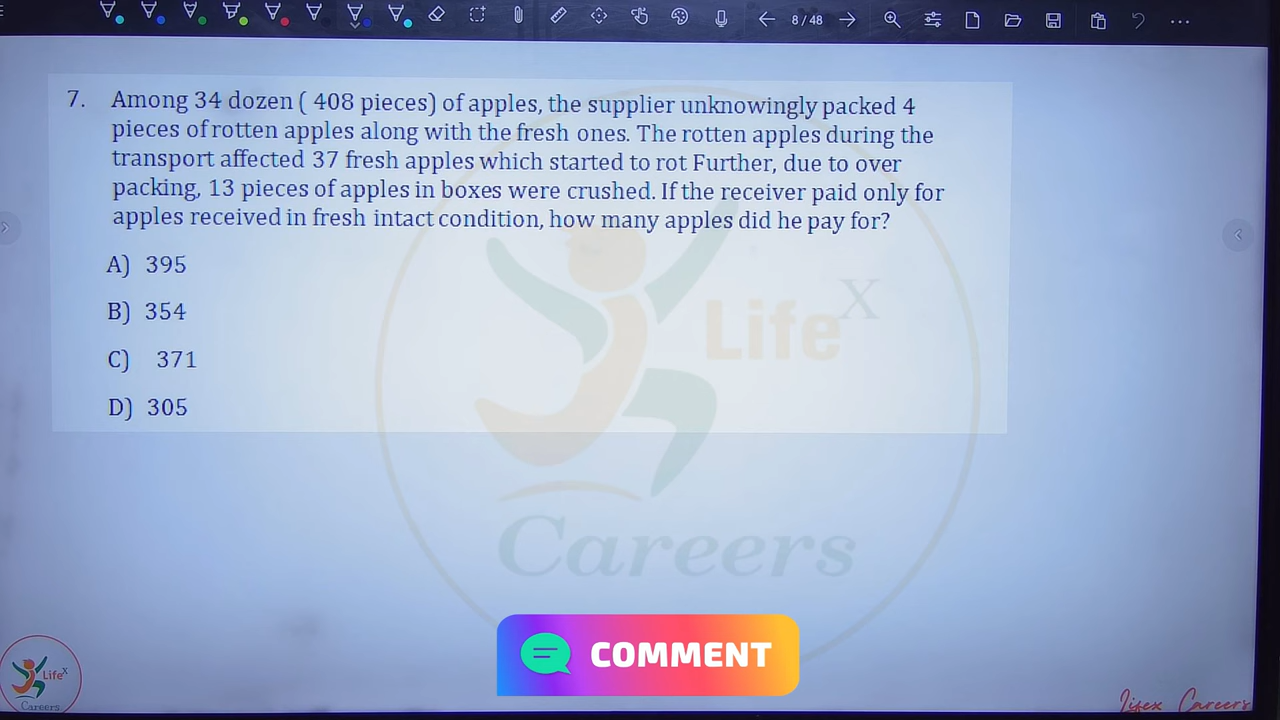 8 / 48
7. Among 34 dozen ( 408 pieces) of apples, the supplier unknowingly packed 4
pieces of rotten apples along with the fresh ones. The rotten apples during the
transport affected 37 fresh apples which started to rot Further, due to over
packing, 13 pieces of apples in boxes were crushed. If the receiver paid only for
apples received in fresh intact condition, how many apples did he pay for?
A) 395
B) 354
C) 371
D) 305
Life X
Careers
COMMENT
Life X
Careers
Lifex Careers